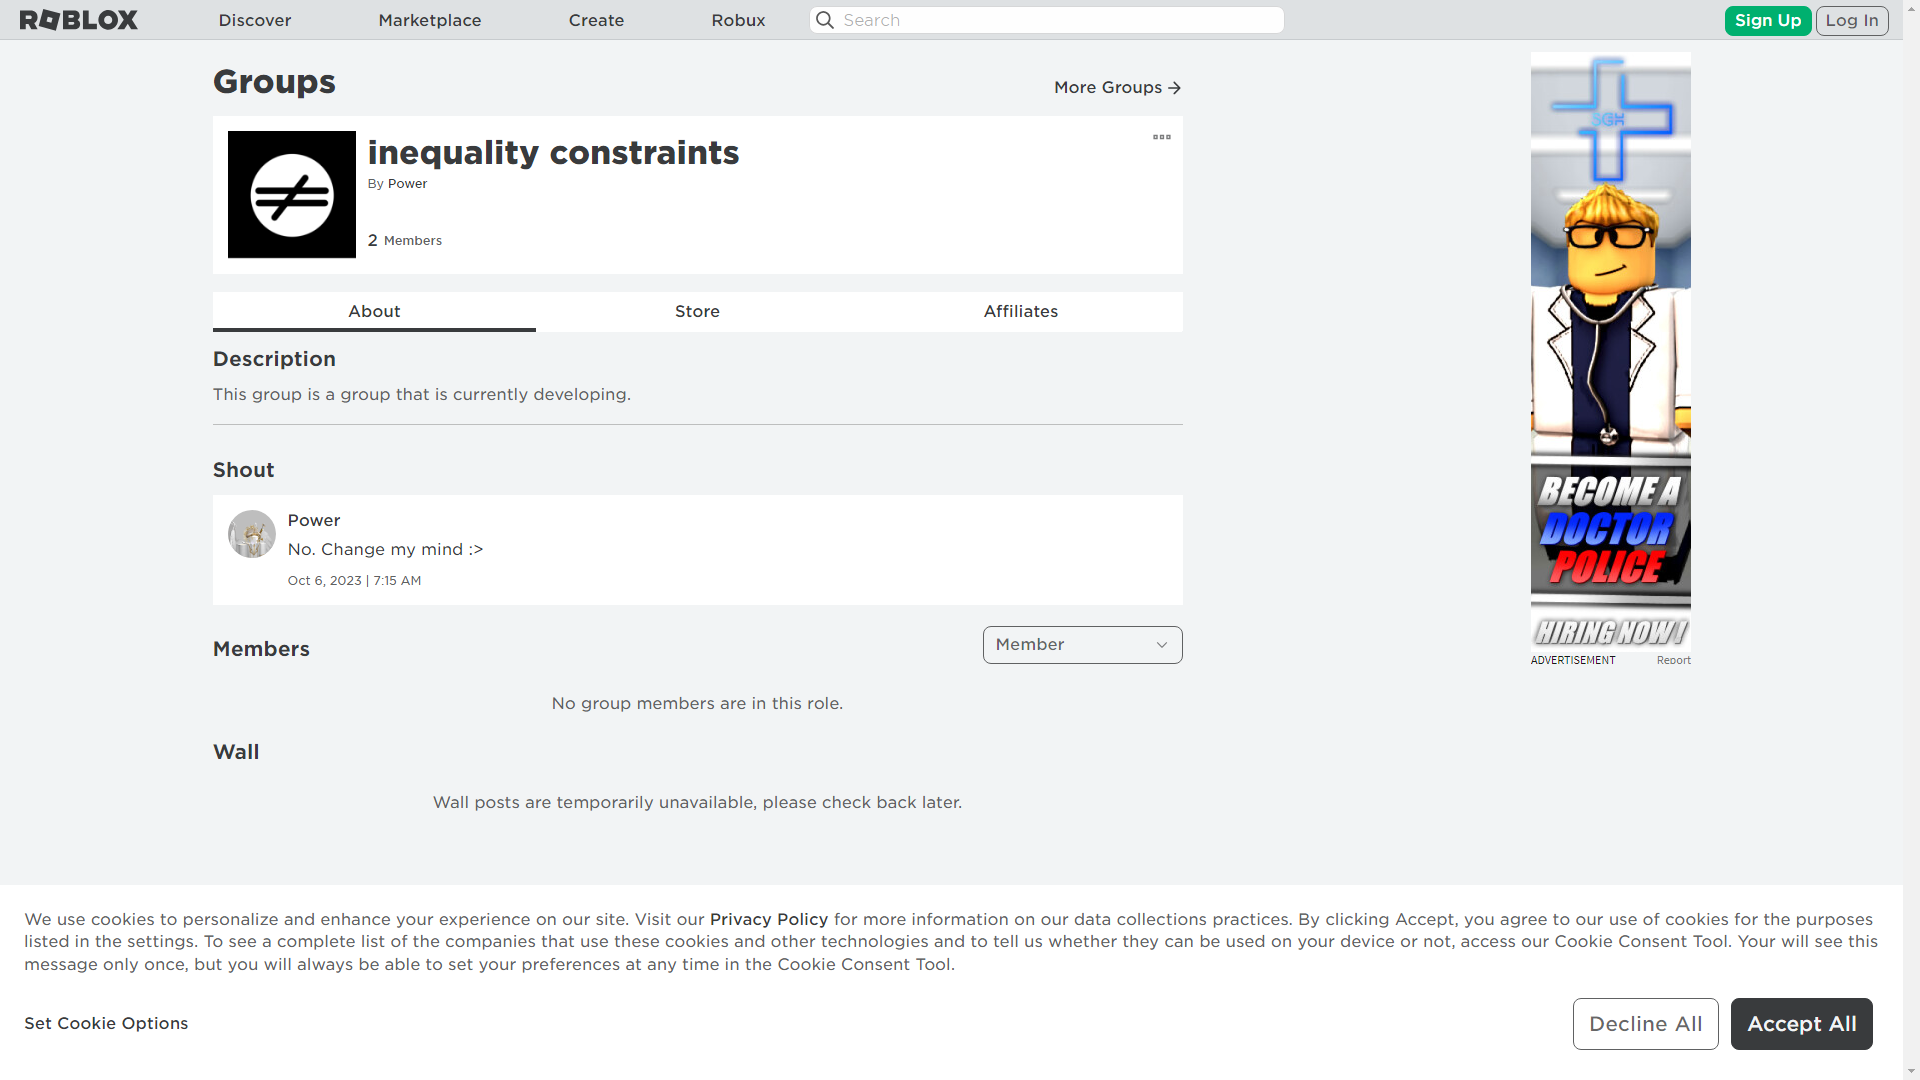 ROBLOX
Discover
Marketplace
Create
Robux
Search
Sign Up
Log In
Groups
More Groups
inequality constraints
By Power
2 Members
About
Store
Affiliates
Description
This group is a group that is currently developing.
Shout
Power
No. Change my mind :>
Oct 6, 2023 | 7:15 AM
Members
Member
No group members are in this role.
Wall
Wall posts are temporarily unavailable, please check back later.
SGH
BECOME A
DOCTOR
POLICE
HIRING NOW !
ADVERTISEMENT
Report
We use cookies to personalize and enhance your experience on our site. Visit our Privacy Policy for more information on our data collections practices. By clicking Accept, you agree to our use of cookies for the purposes
listed in the settings. To see a complete list of the companies that use these cookies and other technologies and to tell us whether they can be used on your device or not, access our Cookie Consent Tool. Your will see this
message only once, but you will always be able to set your preferences at any time in the Cookie Consent Tool.
Set Cookie Options
Decline All
Accept All